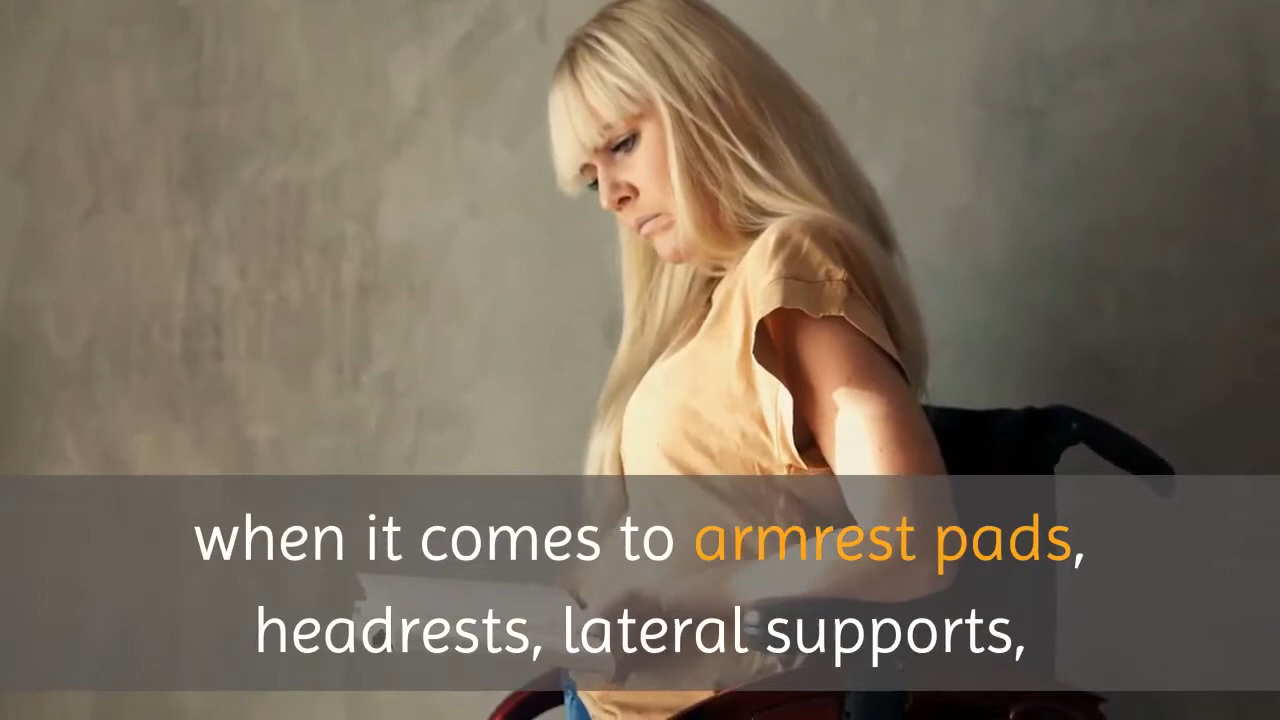 when it comes to armrest pads,
headrests, lateral supports,